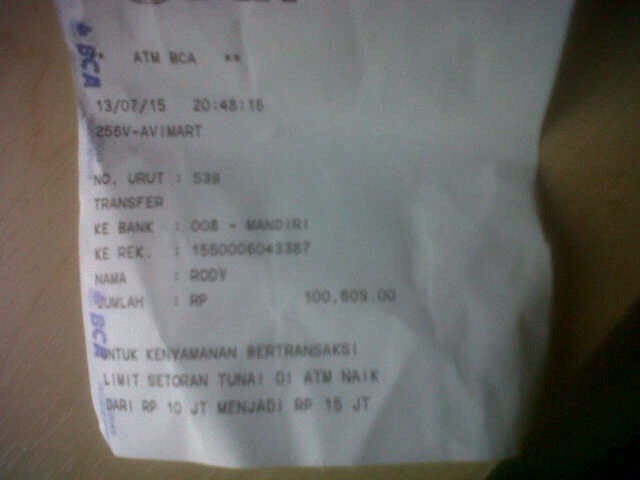 BCA
* ATM BCA **
13/07/15 20:48:16
256V-AVIMART
NO. URUT : 539
TRANSFER
KE BANK : 008 - MANDIRI
KE REK. : 1550006043387
NAMA : RODY
JUMLAH : RP 100,609.00
BCA
UNTUK KENYAMANAN BERTRANSAKSI
LIMIT SETORAN TUNAI DI ATM NAIK
DARI RP 10 JT MENJADI RP 15 JT